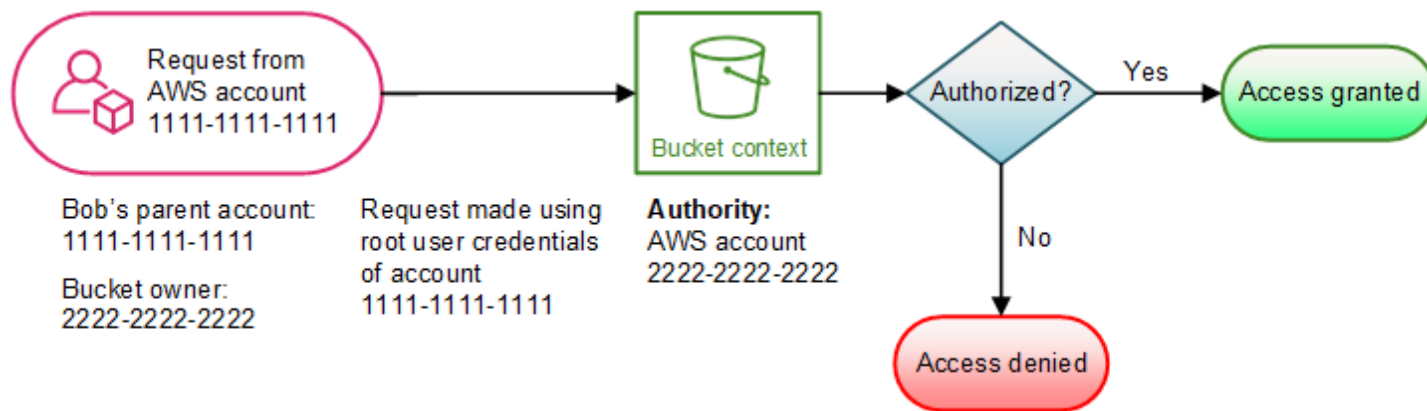 Request from
AWS account
1111-1111-1111
Bucket context
Authorized?
Yes
Access granted
Bob’s parent account:
1111-1111-1111
Bucket owner:
2222-2222-2222
Request made using
root user credentials
of account
1111-1111-1111
Authority:
AWS account
2222-2222-2222
No
Access denied